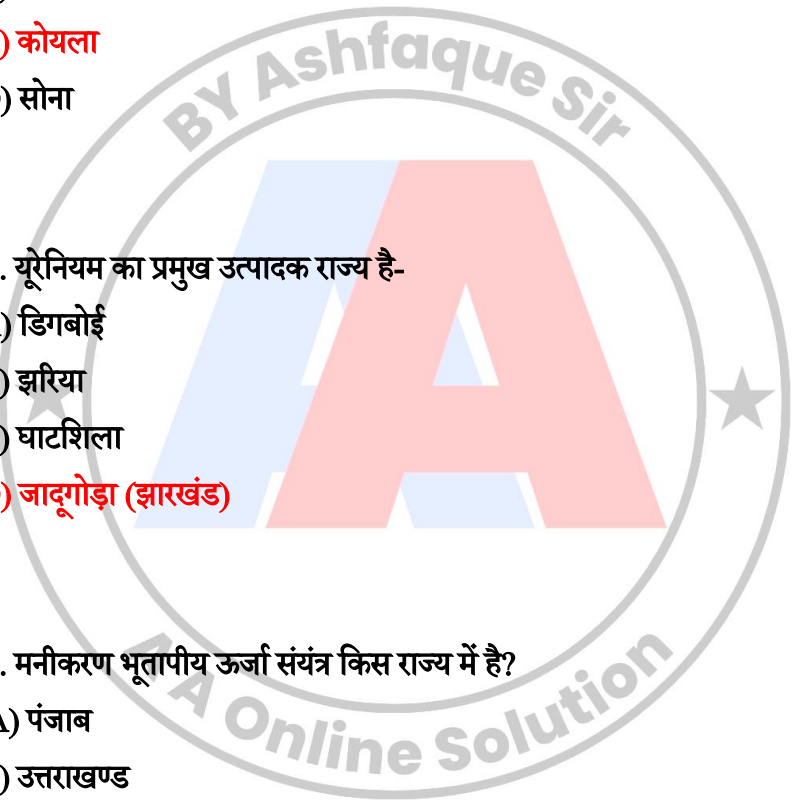 ) कोयला
) सोना
. यूरेनियम का प्रमुख उत्पादक राज्य है-
) डिगबोई
) झरिया
) घाटशिला
) जादूगोड़ा (झारखंड)
. मनीकरण भूतापीय ऊर्जा संयंत्र किस राज्य में है?
A) पंजाब
) उत्तराखण्ड
BY Ashfaque Sir
A A Online Solution